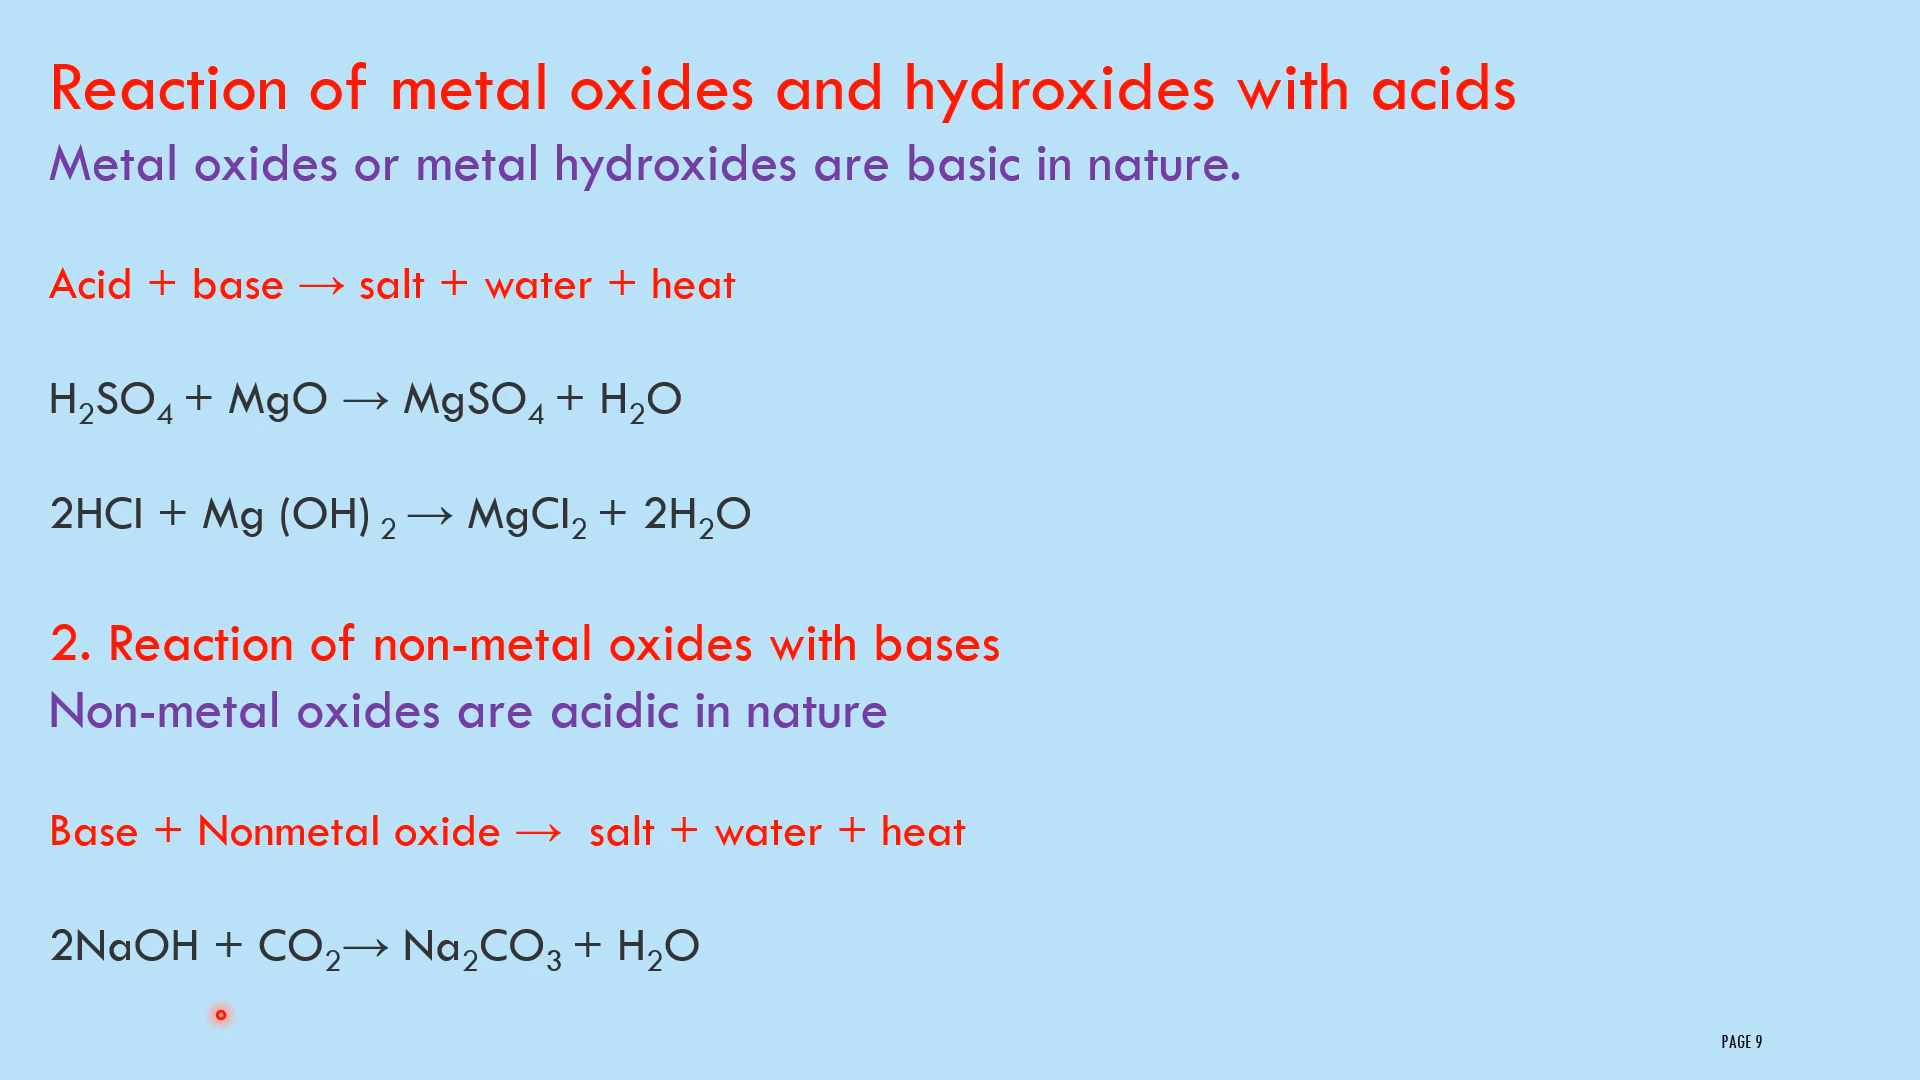 Reaction of metal oxides and hydroxides with acids
Metal oxides or metal hydroxides are basic in nature.
Acid + base → salt + water + heat
H₂SO₄ + MgO → MgSO₄ + H₂O
2HCl + Mg (OH) ₂ → MgCl₂ + 2H₂O
2. Reaction of non-metal oxides with bases
Non-metal oxides are acidic in nature
Base + Nonmetal oxide → salt + water + heat
2NaOH + CO₂→ Na₂CO₃ + H₂O
PAGE 9